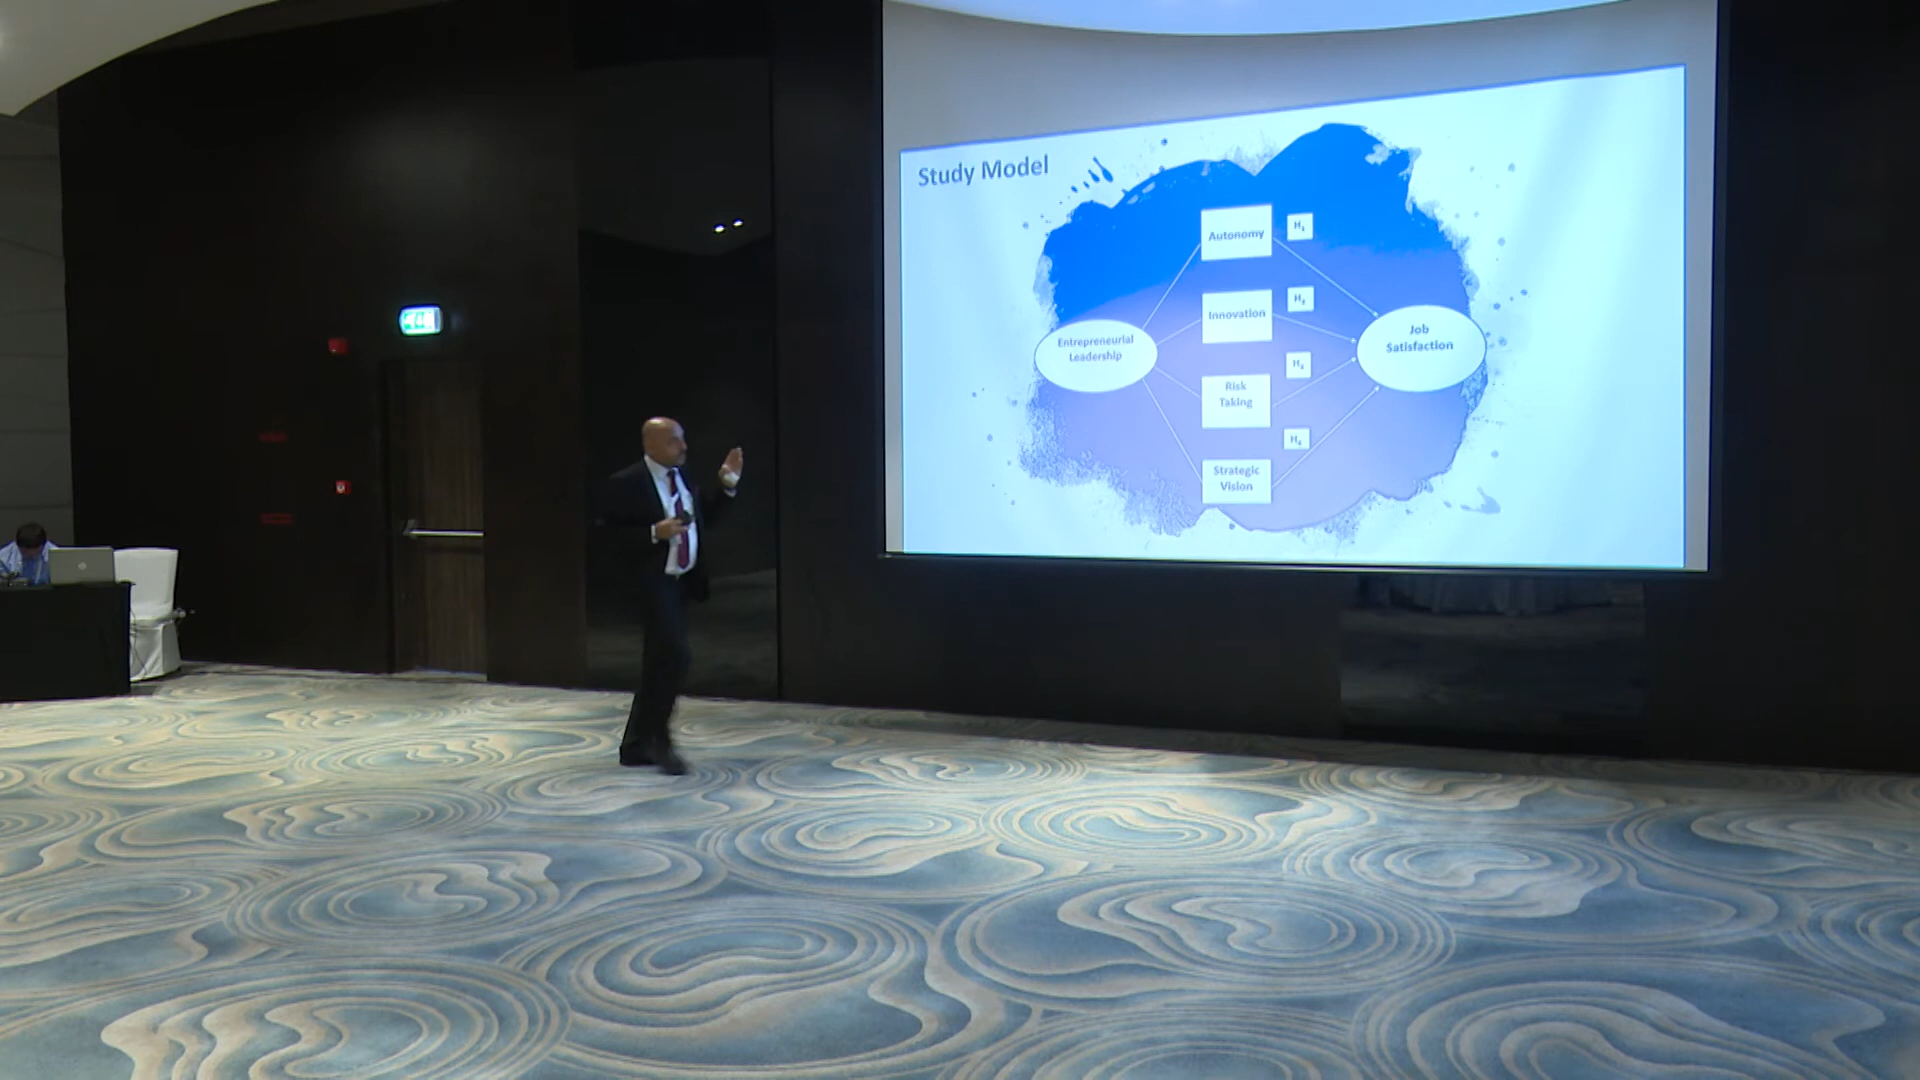 Study Model
Autonomy
H1
Innovation
H2
Entrepreneurial
Leadership
Job
Satisfaction
H3
Risk
Taking
H4
Strategic
Vision